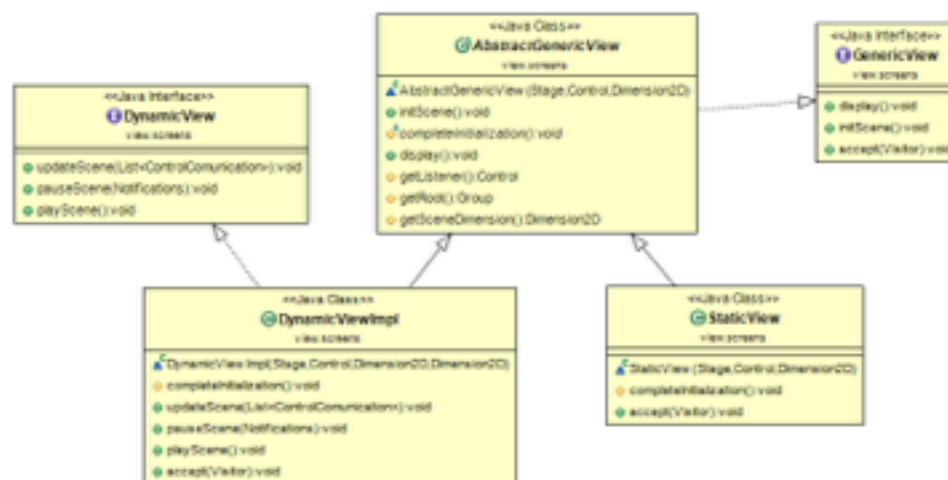 <<Java Interface>>
DynamicView
view.screens
updateScene(List<ControlComunication>):void
pauseScene(Notifications):void
playScene():void
<<Java Class>>
AbstractGenericView
view.screens
AbstractGenericView(Stage,Control,Dimension2D)
initScene():void
completeInitialization():void
display():void
getListener():Control
getRoot():Group
getSceneDimension():Dimension2D
<<Java Interface>>
GenericView
view.screens
display():void
initScene():void
accept(Visitor):void
<<Java Class>>
DynamicViewImpl
view.screens
DynamicViewImpl(Stage,Control,Dimension2D,Dimension2D)
completeInitialization():void
updateScene(List<ControlComunication>):void
pauseScene(Notifications):void
playScene():void
accept(Visitor):void
<<Java Class>>
StaticView
view.screens
StaticView(Stage,Control,Dimension2D)
completeInitialization():void
accept(Visitor):void